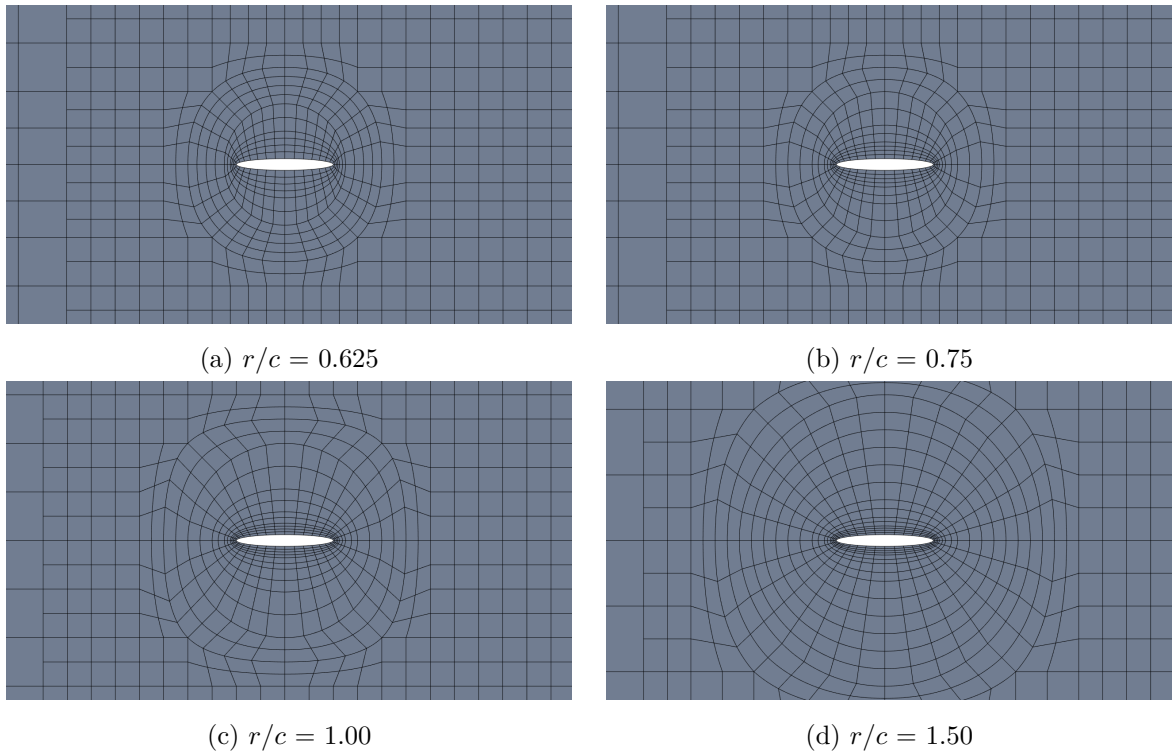 (a) r/c = 0.625
(b) r/c = 0.75
(c) r/c = 1.00
(d) r/c = 1.50